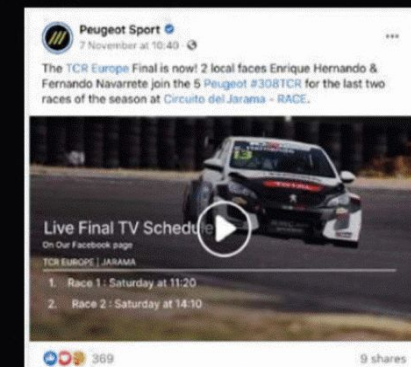 Peugeot Sport
7 November at 10:40
The TCR Europe Final is now! 2 local faces Enrique Hernando &
Fernando Navarrete join the 5 Peugeot #308TCR for the last two
races of the season at Circuito del Jarama - RACE.
13
TOTAL
Live Final TV Schedule
On Our Facebook page
TCR EUROPE | JARAMA
1. Race 1 : Saturday at 11:20
2. Race 2 : Saturday at 14:10
369
9 shares